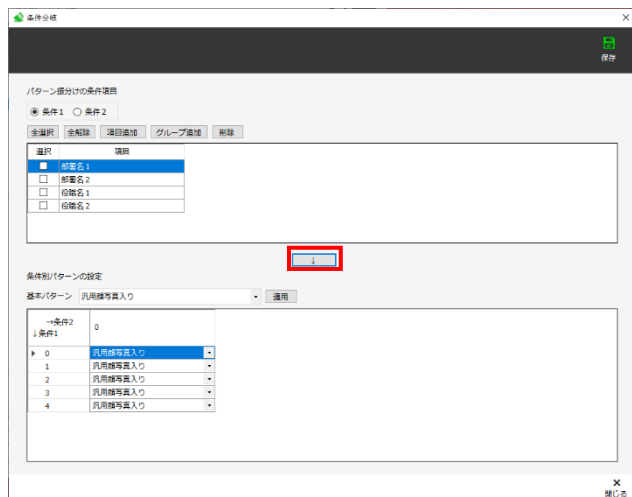 条件分岐
保存
パターン振分けの条件項目
条件1 条件2
全選択 全解除 項目追加 グループ追加 削除
選択 項目
部署名1
部署名2
役職名1
役職名2
↓
条件別パターンの設定
基本パターン 汎用顔写真入り 適用
→条件2 0
↓条件1
0 汎用顔写真入り
1 汎用顔写真入り
2 汎用顔写真入り
3 汎用顔写真入り
4 汎用顔写真入り
閉じる